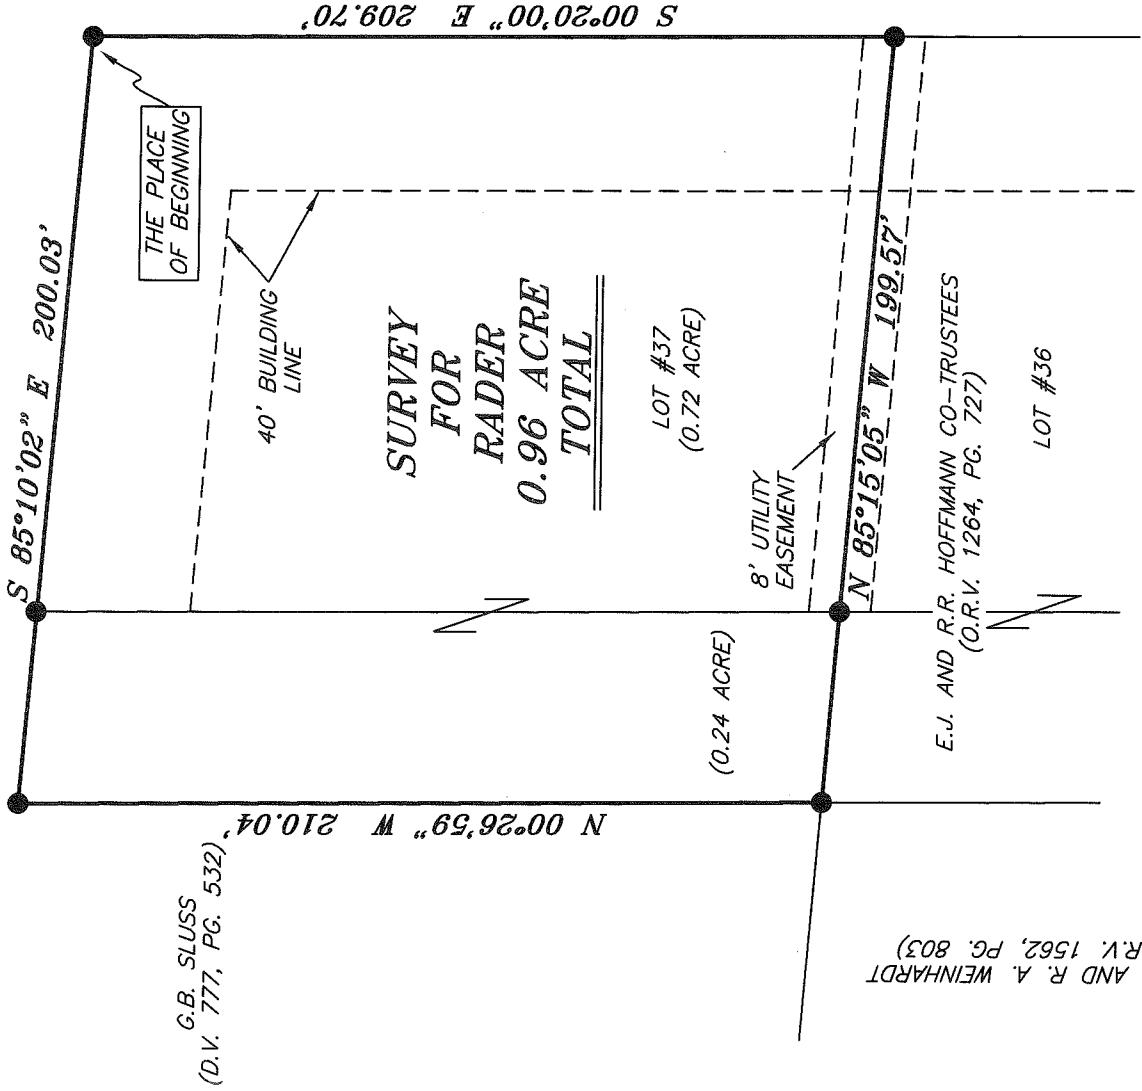 S 85°10'02" E 200.03'
S 00°20'00" E 209.70'
THE PLACE
OF BEGINNING
40' BUILDING
LINE
SURVEY
FOR
RADER
0.96 ACRE
TOTAL
LOT #37
(0.72 ACRE)
8' UTILITY
EASEMENT
N 85°15'05" W 199.57'
(0.24 ACRE)
N 00°26'59" W 210.04'
E.J. AND R.R. HOFFMANN CO-TRUSTEES
(O.R.V. 1264, PG. 727)
LOT #36
G.B. SLUSS
(D.V. 777, PG. 532)
AND R. A. WEINHARDT
R.V. 1562, PG. 803)